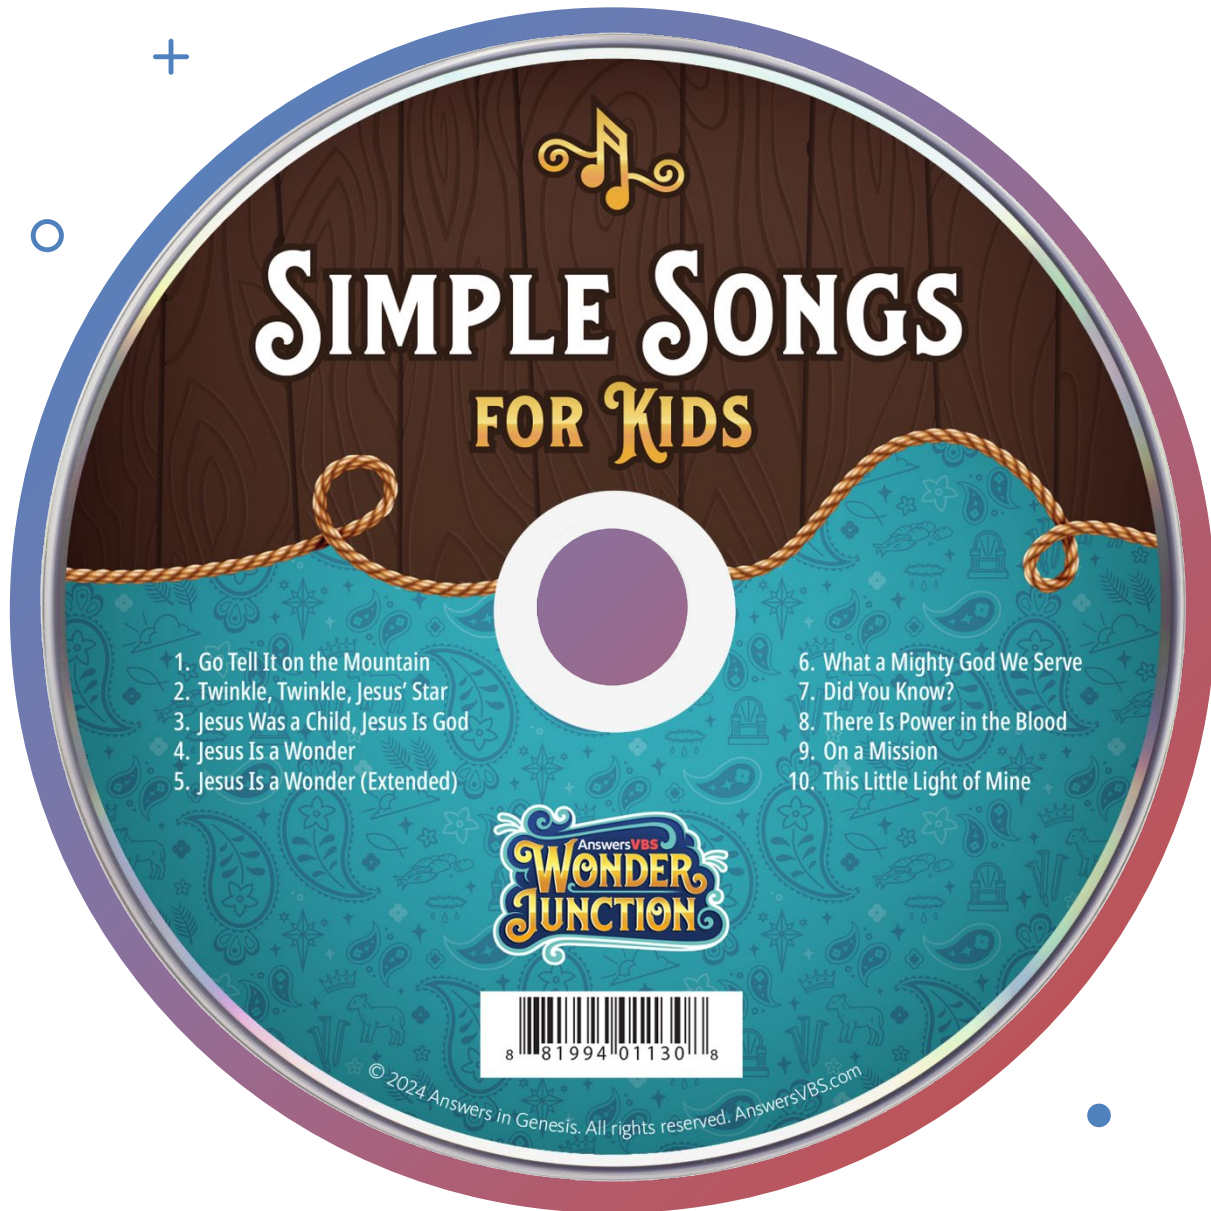 SIMPLE SONGS
FOR KIDS
1. Go Tell It on the Mountain
2. Twinkle, Twinkle, Jesus’ Star
3. Jesus Was a Child, Jesus Is God
4. Jesus Is a Wonder
5. Jesus Is a Wonder (Extended)
6. What a Mighty God We Serve
7. Did You Know?
8. There Is Power in the Blood
9. On a Mission
10. This Little Light of Mine
AnswersVBS
WONDER
JUNCTION
8 81994 01130 8
© 2024 Answers in Genesis. All rights reserved. AnswersVBS.com